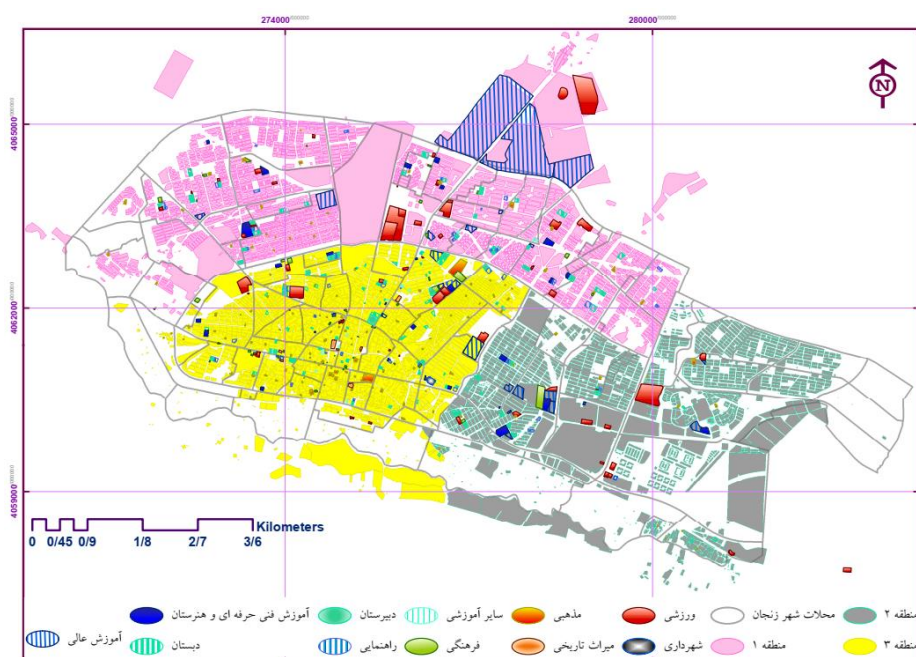 274000 280000
4065000
4062000
4059000
N
Kilometers
0 0/45 0/9 1/8 2/7 3/6
منطقه ۲ محلات شهر زنجان ورزشی مذهبی سایر آموزشی دبیرستان آموزش فنی حرفه ای و هنرستان
منطقه ۳ منطقه ۱ شهرداری میراث تاریخی فرهنگی راهنمایی دبستان آموزش عالی